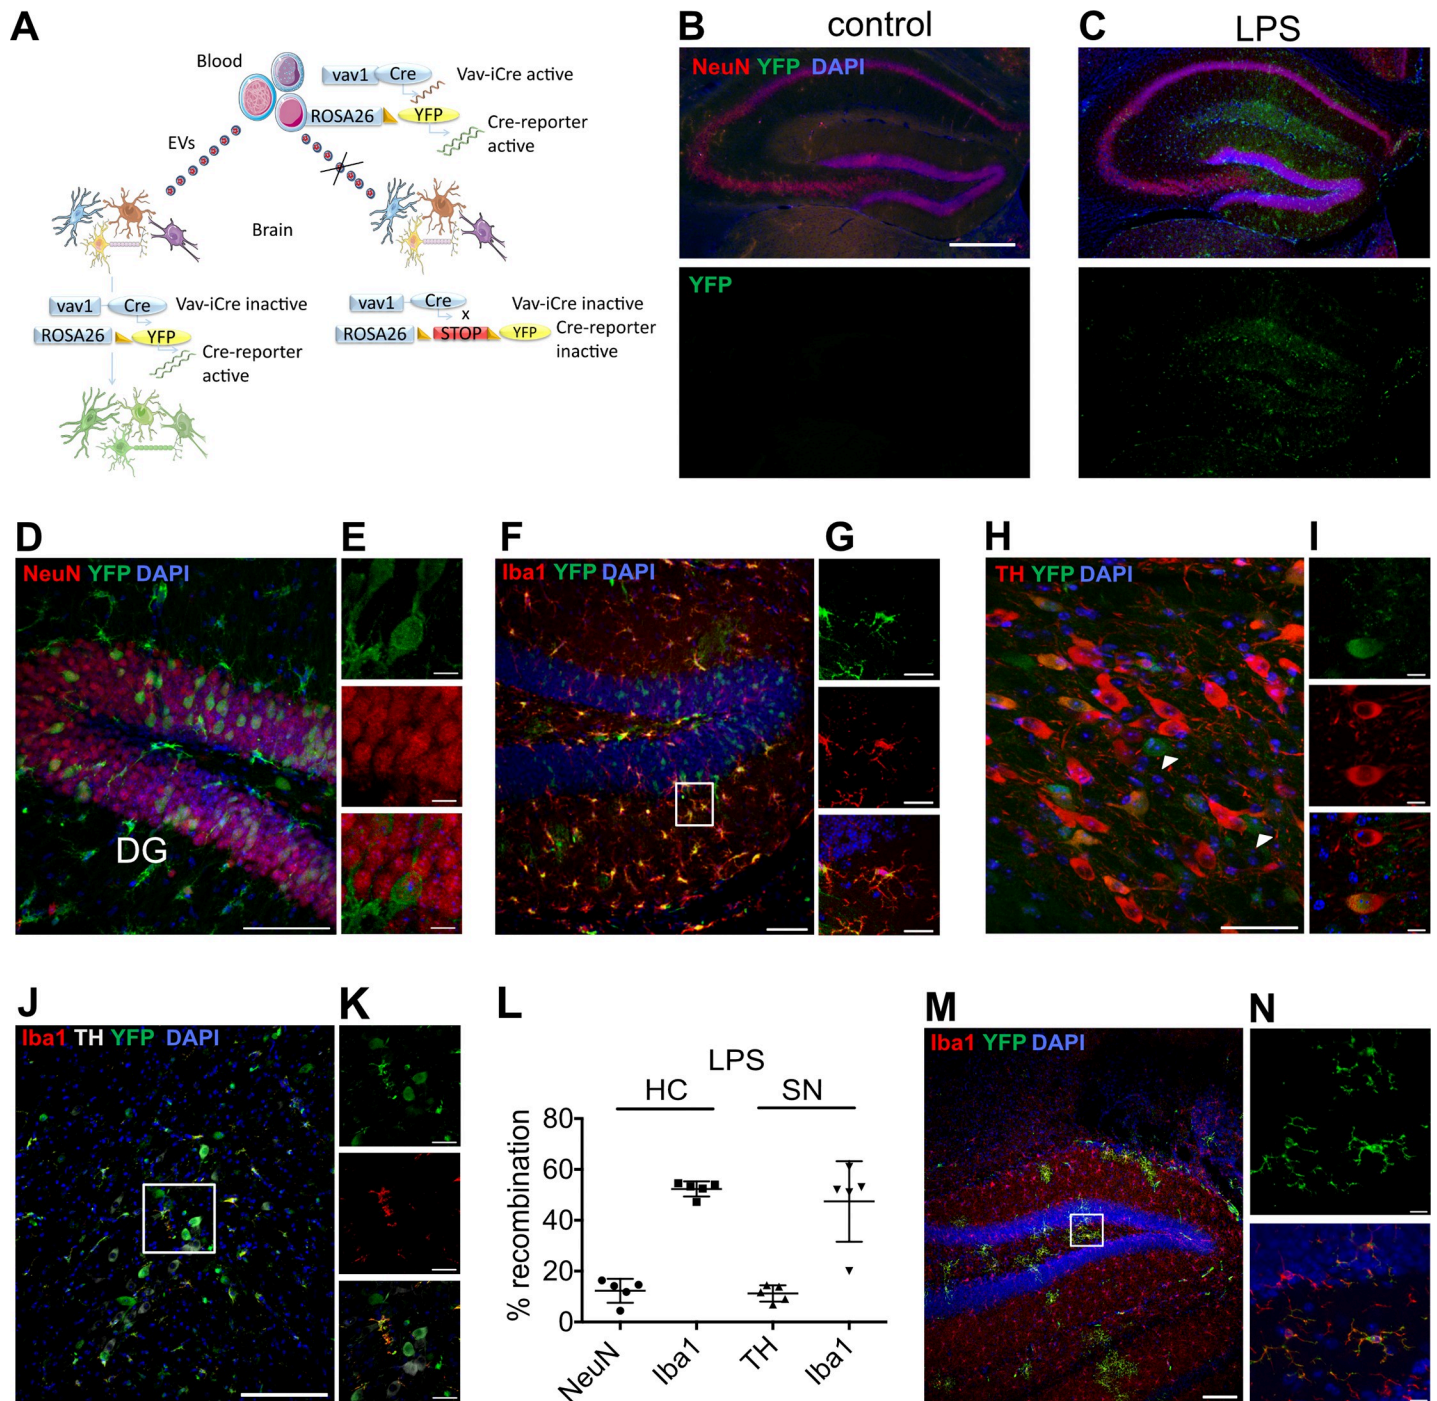 A
Blood
vav1 Cre
Vav-iCre active
ROSA26 YFP
Cre-reporter
active
EVs
Brain
vav1 Cre
Vav-iCre inactive
ROSA26 YFP
Cre-reporter
active
vav1 Cre
x
Vav-iCre inactive
ROSA26 STOP YFP
Cre-reporter
inactive
B control
NeuN YFP DAPI
YFP
C LPS
D
NeuN YFP DAPI
DG
E
F
Iba1 YFP DAPI
G
H
TH YFP DAPI
I
J
Iba1 TH YFP DAPI
K
L
LPS
HC SN
% recombination
80
60
40
20
0
NeuN
Iba1
TH
Iba1
M
Iba1 YFP DAPI
N